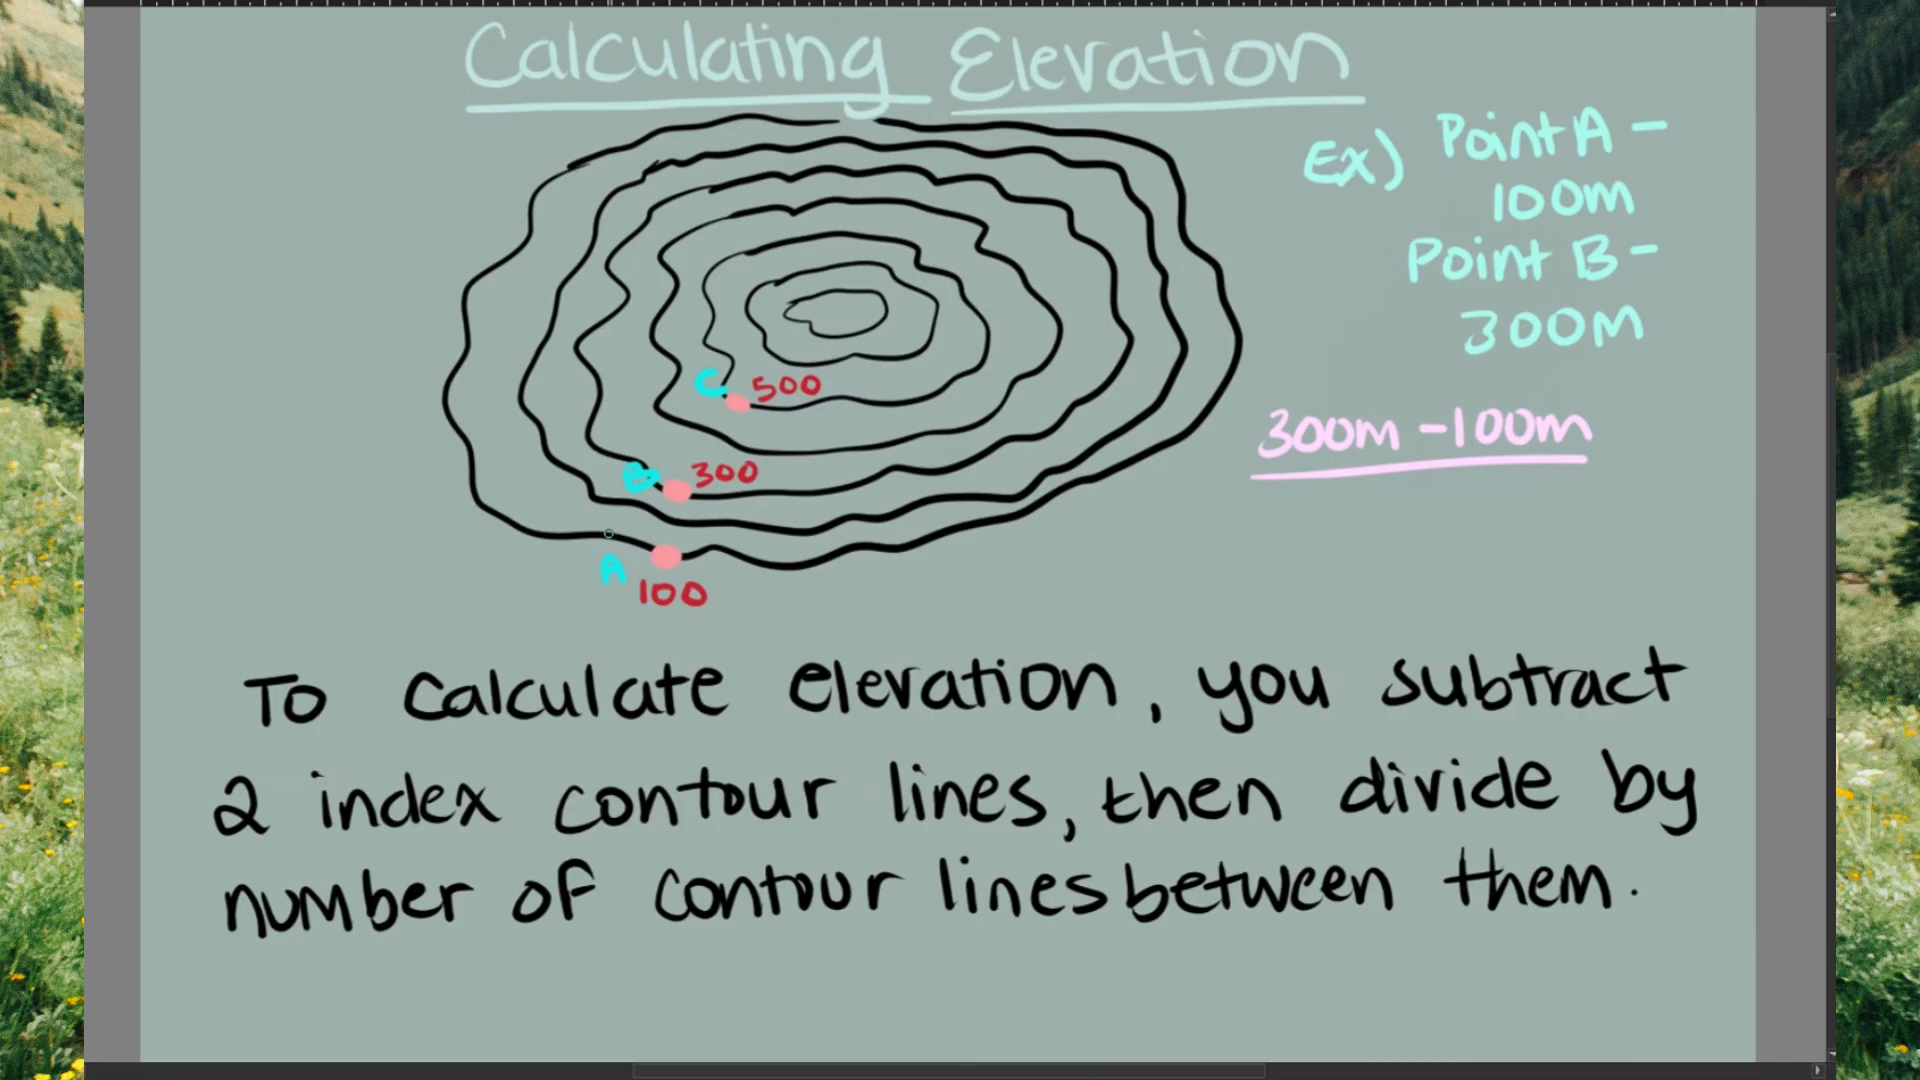 Calculating Elevation
Ex) Point A -
100m
Point B -
300M
300m - 100m
C 500
B 300
A
100
To calculate elevation, you subtract
2 index contour lines, then divide by
number of contour lines between them.